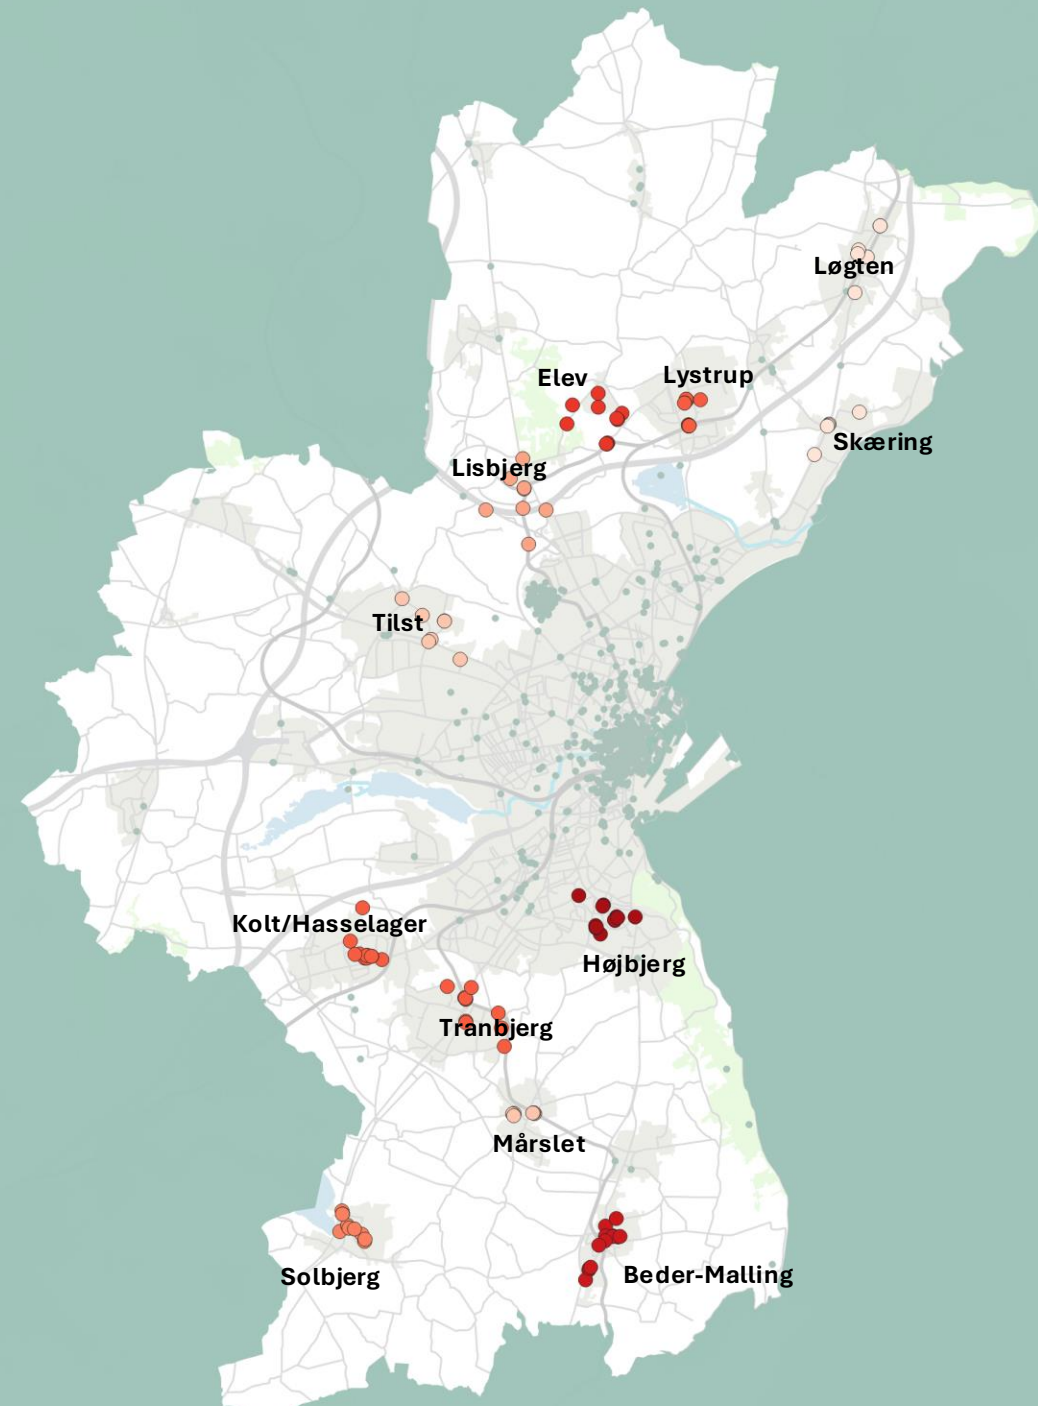 Løgten
Elev
Lystrup
Skæring
Lisbjerg
Tilst
Kolt/Hasselager
Højbjerg
Tranbjerg
Mårslet
Solbjerg
Beder-Malling